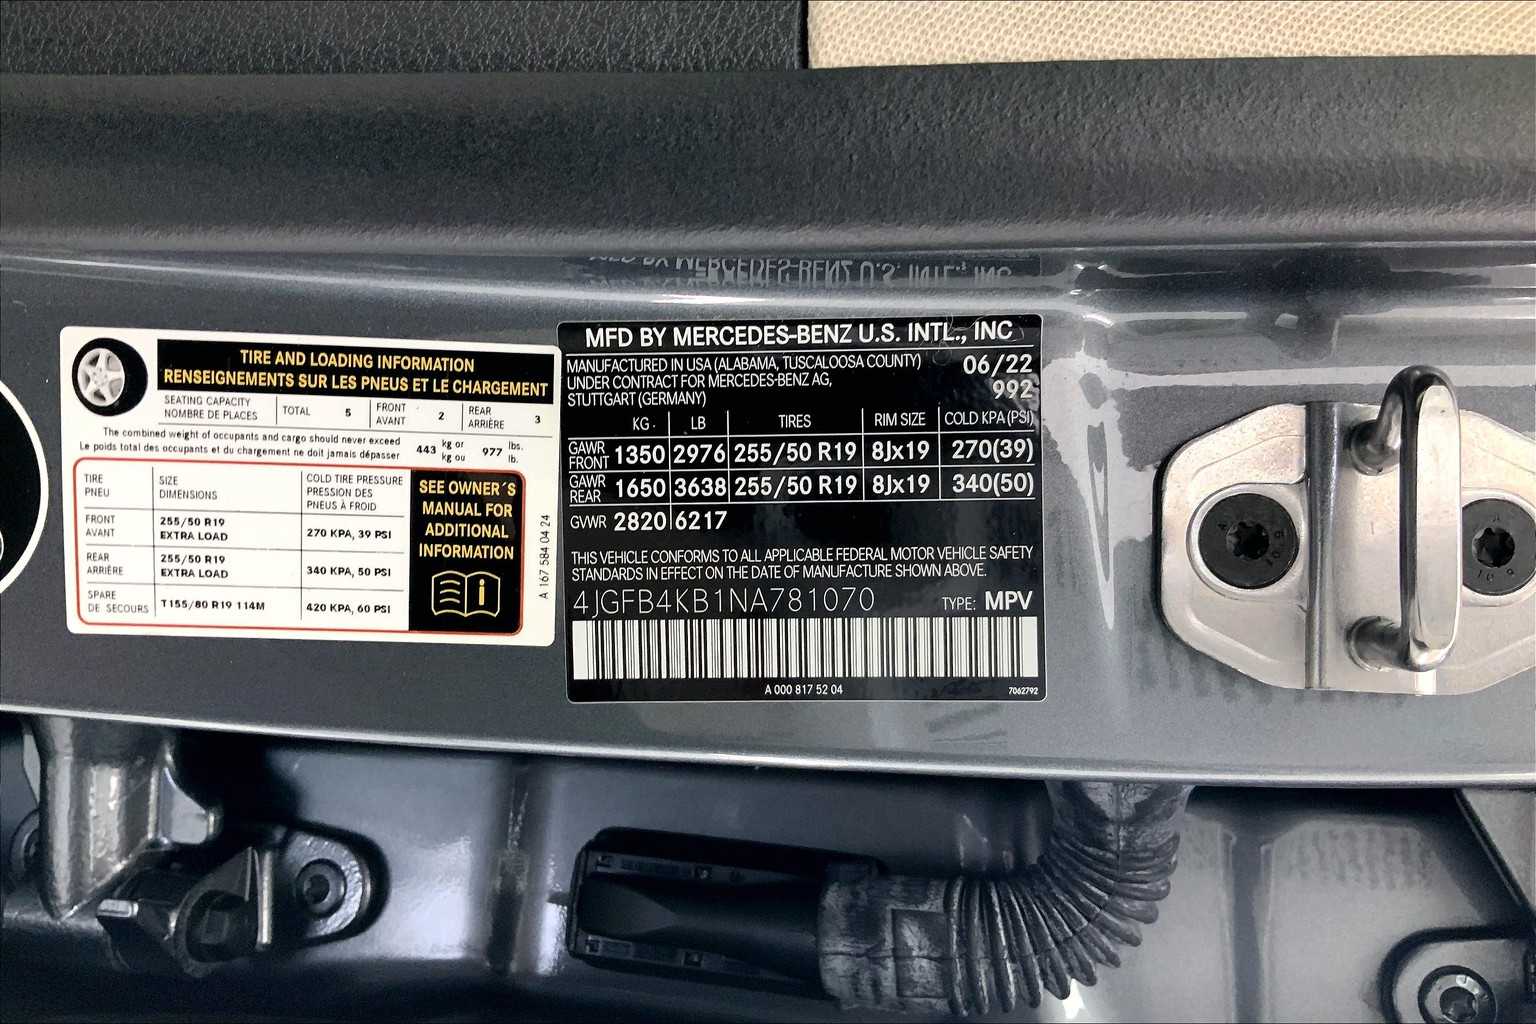 TIRE AND LOADING INFORMATION
RENSEIGNEMENTS SUR LES PNEUS ET LE CHARGEMENT
SEATING CAPACITY
NOMBRE DE PLACES
TOTAL 5
FRONT
AVANT 2
REAR
ARRIÈRE 3
The combined weight of occupants and cargo should never exceed
Le poids total des occupants et du chargement ne doit jamais dépasser
443 kg or
kg ou
977 lbs.
lb.
TIRE
PNEU
SIZE
DIMENSIONS
COLD TIRE PRESSURE
PRESSION DES
PNEUS À FROID
FRONT
AVANT
255/50 R19
EXTRA LOAD
270 KPA, 39 PSI
REAR
ARRIÈRE
255/50 R19
EXTRA LOAD
340 KPA, 50 PSI
SPARE
DE SECOURS
T155/80 R19 114M
420 KPA, 60 PSI
SEE OWNER´S
MANUAL FOR
ADDITIONAL
INFORMATION
i
A 167 584 04 24
MFD BY MERCEDES-BENZ U.S. INTL., INC
MANUFACTURED IN USA (ALABAMA, TUSCALOOSA COUNTY) 06/22
UNDER CONTRACT FOR MERCEDES-BENZ AG, 992
STUTTGART (GERMANY)
KG LB TIRES RIM SIZE COLD KPA (PSI)
GAWR
FRONT 1350 2976 255/50 R19 8Jx19 270(39)
GAWR
REAR 1650 3638 255/50 R19 8Jx19 340(50)
GVWR 2820 6217
THIS VEHICLE CONFORMS TO ALL APPLICABLE FEDERAL MOTOR VEHICLE SAFETY
STANDARDS IN EFFECT ON THE DATE OF MANUFACTURE SHOWN ABOVE.
4JGFB4KB1NA781070 TYPE: MPV
A 000 817 52 04
7062792